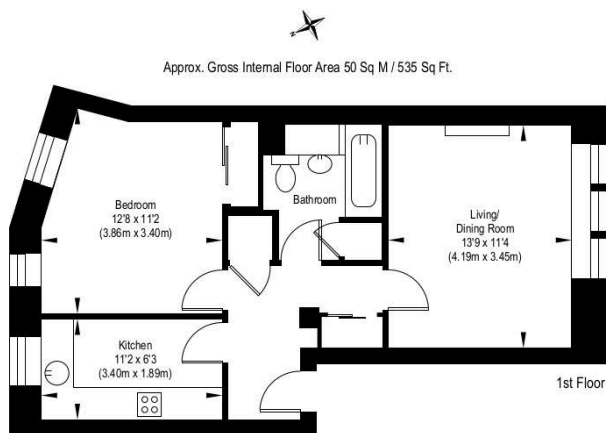 Approx. Gross Internal Floor Area 50 Sq M / 535 Sq Ft.
Bedroom
12'8 x 11'2
(3.86m x 3.40m)
Bathroom
Living/
Dining Room
13'9 x 11'4
(4.19m x 3.45m)
Kitchen
11'2 x 6'3
(3.40m x 1.89m)
1st Floor